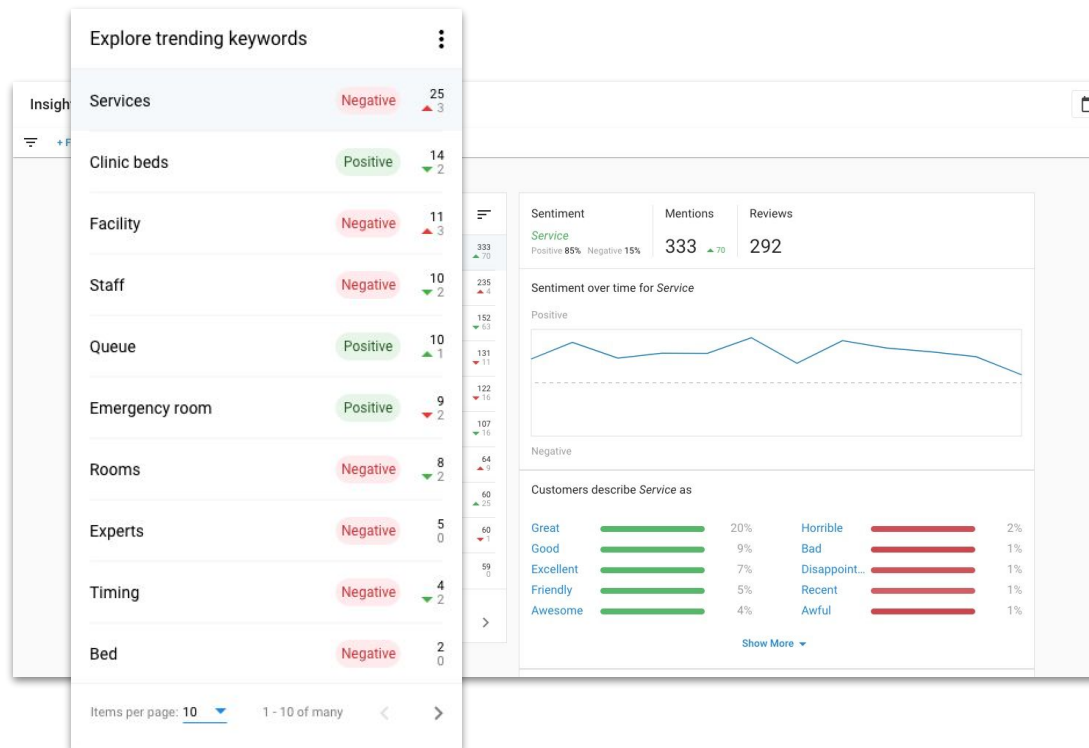 Explore trending keywords
Services Negative 25
3
Clinic beds Positive 14
2
Facility Negative 11
3
Staff Negative 10
2
Queue Positive 10
1
Emergency room Positive 9
2
Rooms Negative 8
2
Experts Negative 5
0
Timing Negative 4
2
Bed Negative 2
0
Items per page: 10 1 - 10 of many
Insigh
+ F
333
70
235
4
152
63
131
11
122
16
107
16
64
9
60
25
60
1
59
0
Sentiment Mentions Reviews
Service
Positive 85% Negative 15% 333 70 292
Sentiment over time for Service
Positive
Negative
Customers describe Service as
Great 20% Horrible 2%
Good 9% Bad 1%
Excellent 7% Disappoint... 1%
Friendly 5% Recent 1%
Awesome 4% Awful 1%
Show More